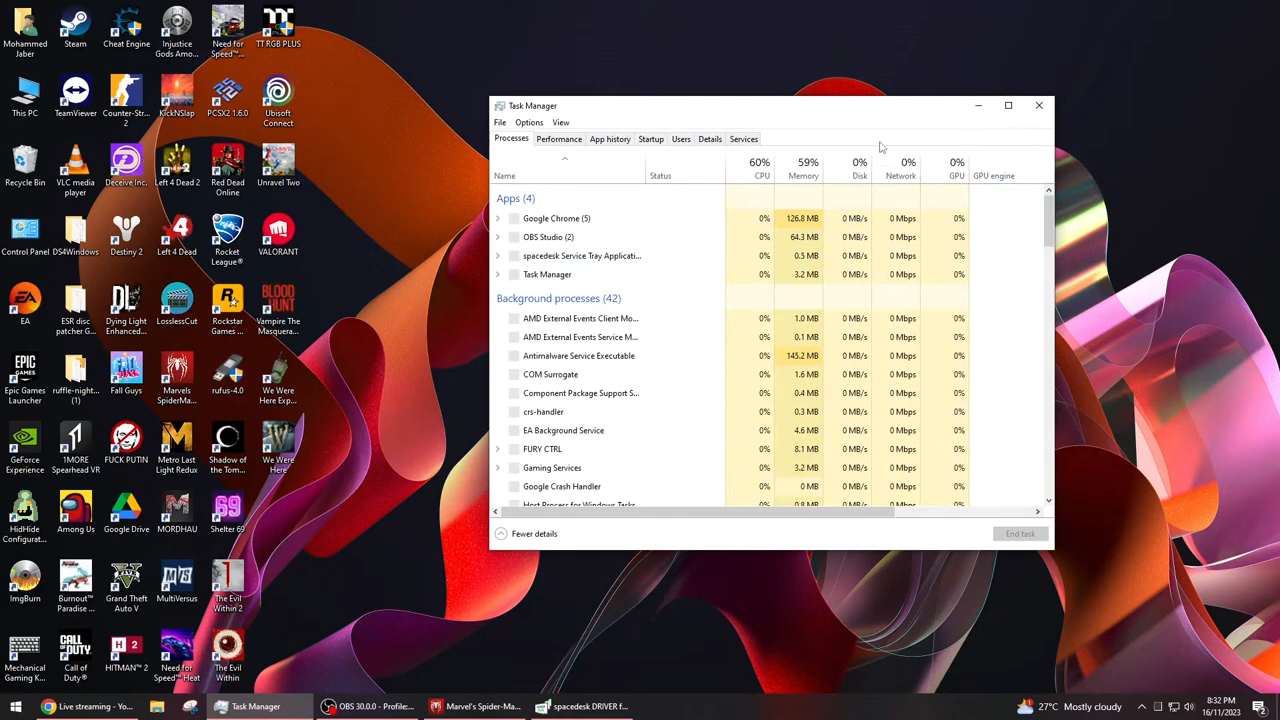 Mohammed
Jaber
Steam
Cheat Engine
Injustice
Gods Amo...
Need for
Speed™...
TT RGB PLUS
This PC
TeamViewer
Counter-Str...
2
KickNSlap
PCSX2 1.6.0
Ubisoft
Connect
Recycle Bin
VLC media
player
Deceive Inc.
Left 4 Dead 2
Red Dead
Online
Unravel Two
Control Panel
DS4Windows
Destiny 2
Left 4 Dead
Rocket
League®
VALORANT
EA
ESR disc
patcher G...
Dying Light
Enhanced...
LosslessCut
Rockstar
Games ...
Vampire The
Masquera...
Epic Games
Launcher
ruffle-night...
(1)
Fall Guys
Marvels
SpiderMa...
rufus-4.0
We Were
Here Exp...
GeForce
Experience
1MORE
Spearhead VR
FUCK PUTIN
Metro Last
Light Redux
Shadow of
the Tom...
We Were
Here
HidHide
Configurat...
Among Us
Google Drive
MORDHAU
Shelter 69
ImgBurn
Burnout™
Paradise ...
Grand Theft
Auto V
MultiVersus
The Evil
Within 2
Mechanical
Gaming K...
Call of
Duty®
HITMAN™ 2
Need for
Speed™ Heat
The Evil
Within
Task Manager
File Options View
Processes Performance App history Startup Users Details Services
60% 59% 0% 0% 0%
Name Status CPU Memory Disk Network GPU GPU engine
Apps (4)
Google Chrome (5) 0% 126.8 MB 0 MB/s 0 Mbps 0%
OBS Studio (2) 0% 64.3 MB 0 MB/s 0 Mbps 0%
spacedesk Service Tray Applicati... 0% 0.5 MB 0 MB/s 0 Mbps 0%
Task Manager 0% 3.2 MB 0 MB/s 0 Mbps 0%
Background processes (42)
AMD External Events Client Mo... 0% 1.0 MB 0 MB/s 0 Mbps 0%
AMD External Events Service M... 0% 0.1 MB 0 MB/s 0 Mbps 0%
Antimalware Service Executable 0% 145.2 MB 0 MB/s 0 Mbps 0%
COM Surrogate 0% 1.6 MB 0 MB/s 0 Mbps 0%
Component Package Support S... 0% 0.4 MB 0 MB/s 0 Mbps 0%
crs-handler 0% 0.3 MB 0 MB/s 0 Mbps 0%
EA Background Service 0% 4.6 MB 0 MB/s 0 Mbps 0%
FURY CTRL 0% 8.1 MB 0 MB/s 0 Mbps 0%
Gaming Services 0% 3.2 MB 0 MB/s 0 Mbps 0%
Google Crash Handler 0% 0 MB 0 MB/s 0 Mbps 0%
Host Process for Windows Tasks 0% 0.8 MB 0 MB/s 0 Mbps 0%
Fewer details End task
Live streaming - Yo... Task Manager OBS 30.0.0 - Profile:... Marvel's Spider-Ma... spacedesk DRIVER f... 27°C Mostly cloudy
8:32 PM
16/11/2023